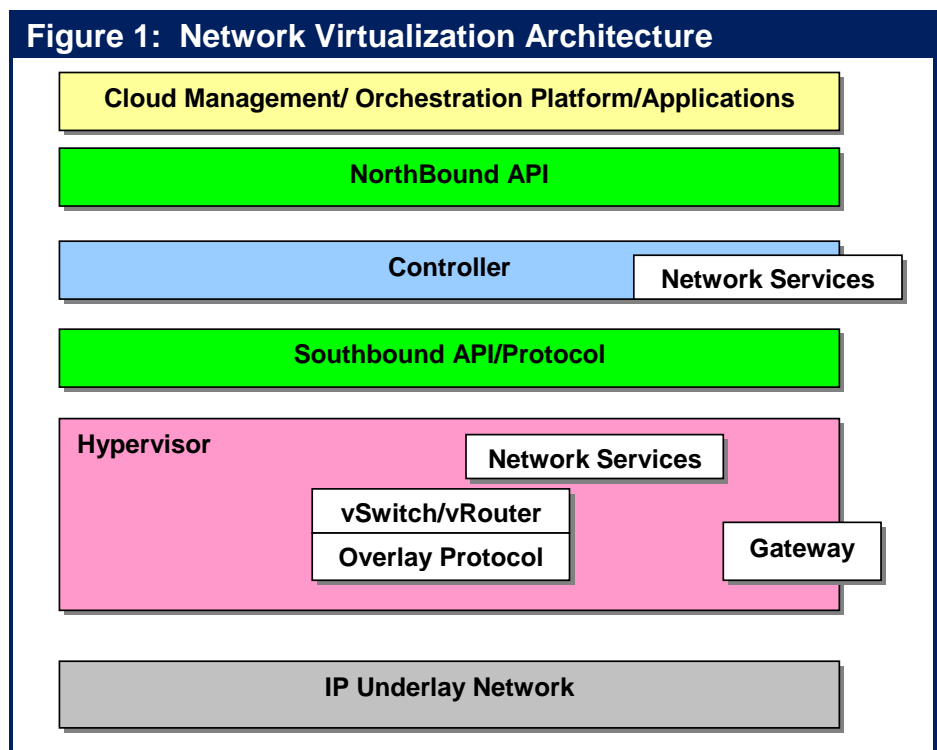 Figure 1:  Network Virtualization Architecture
Cloud Management/ Orchestration Platform/Applications
NorthBound API
Controller
Network Services
Southbound API/Protocol
Hypervisor
Network Services
vSwitch/vRouter
Overlay Protocol
Gateway
IP Underlay Network